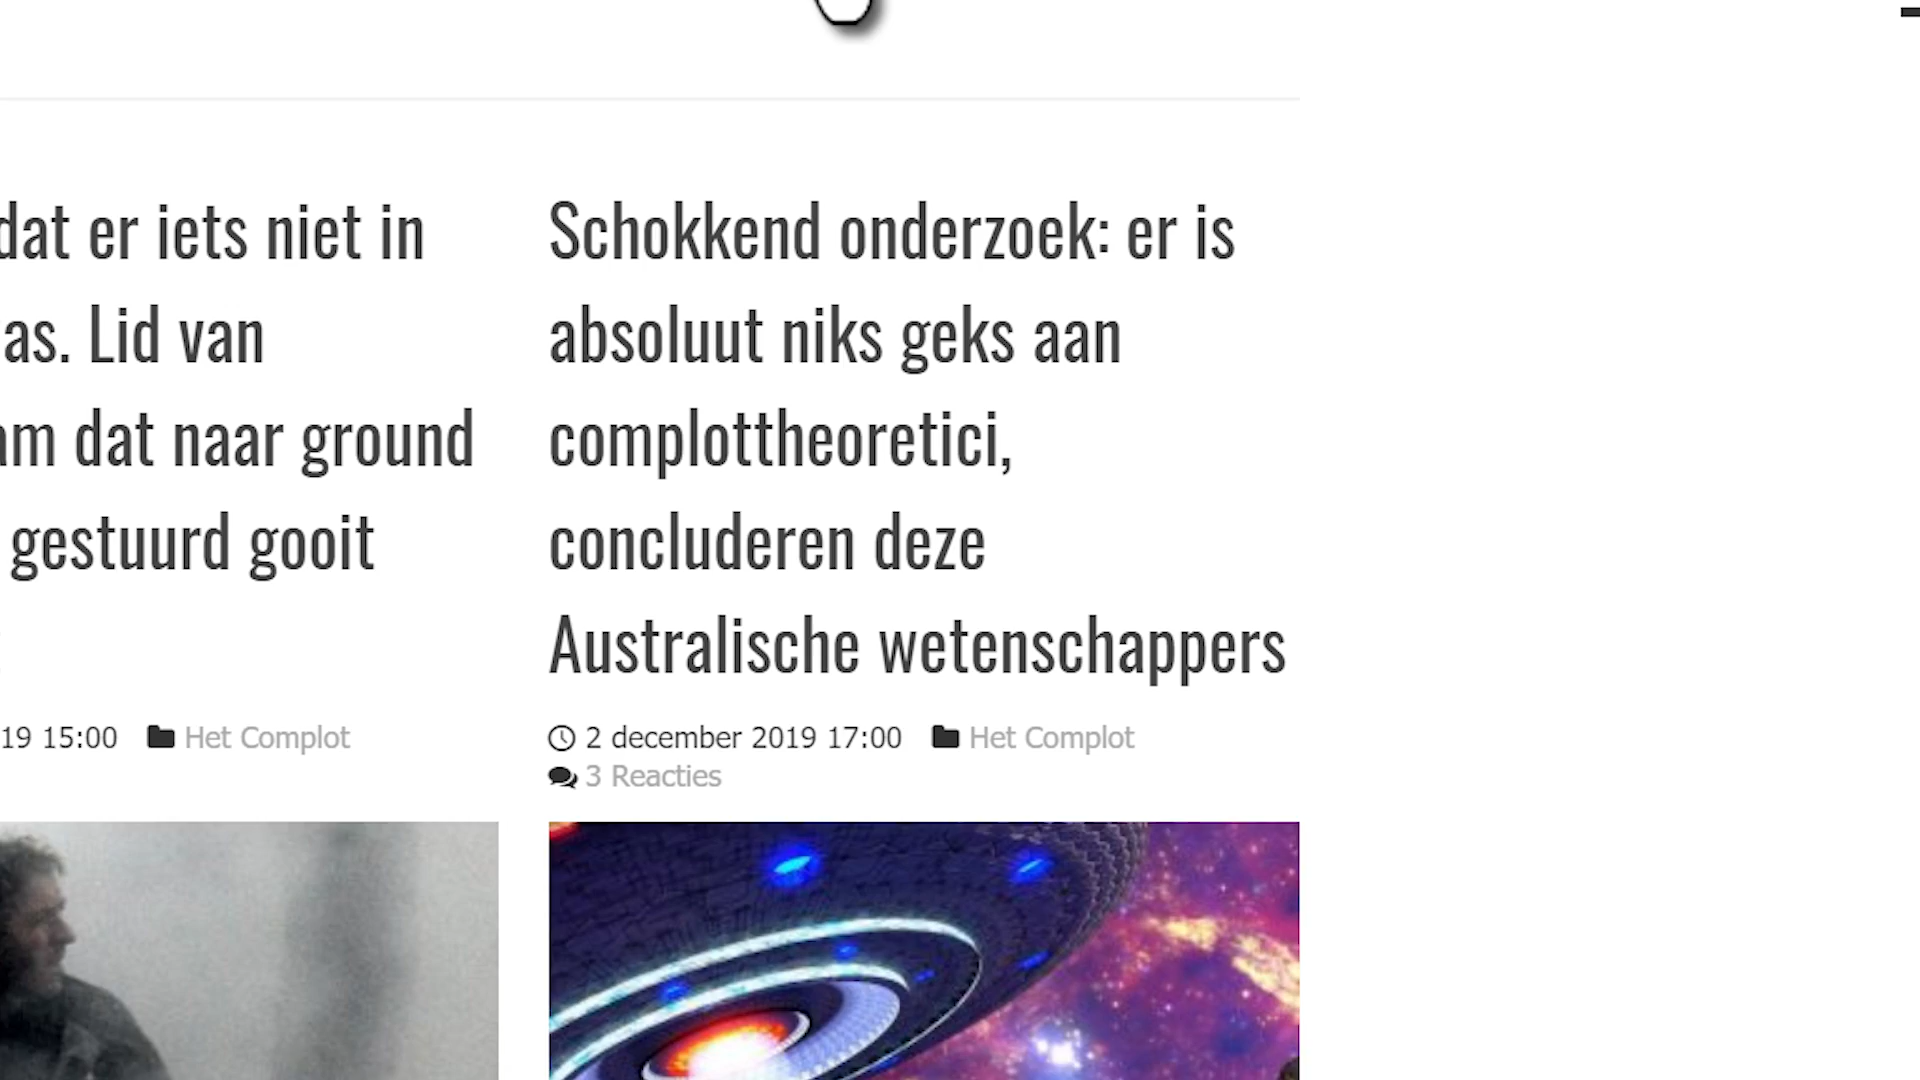 dat er iets niet in
as. Lid van
am dat naar ground
gestuurd gooit
19 15:00 Het Complot
Schokkend onderzoek: er is
absoluut niks geks aan
complottheoretici,
concluderen deze
Australische wetenschappers
2 december 2019 17:00 Het Complot
3 Reacties